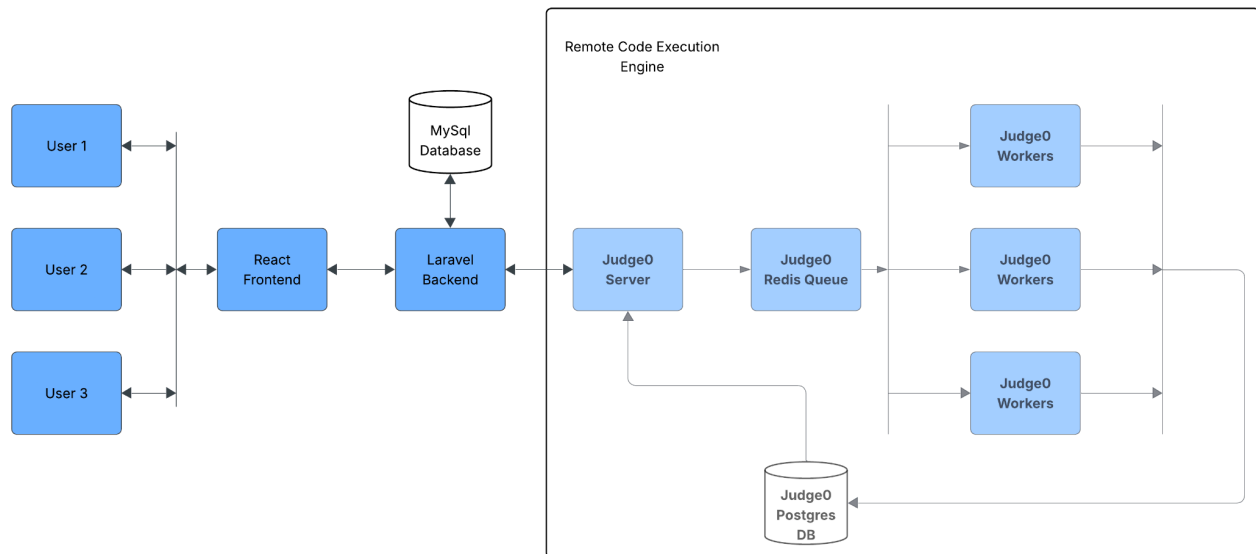 Remote Code Execution
Engine
User 1
User 2
User 3
React
Frontend
MySql
Database
Laravel
Backend
Judge0
Server
Judge0
Redis Queue
Judge0
Workers
Judge0
Workers
Judge0
Workers
Judge0
Postgres
DB